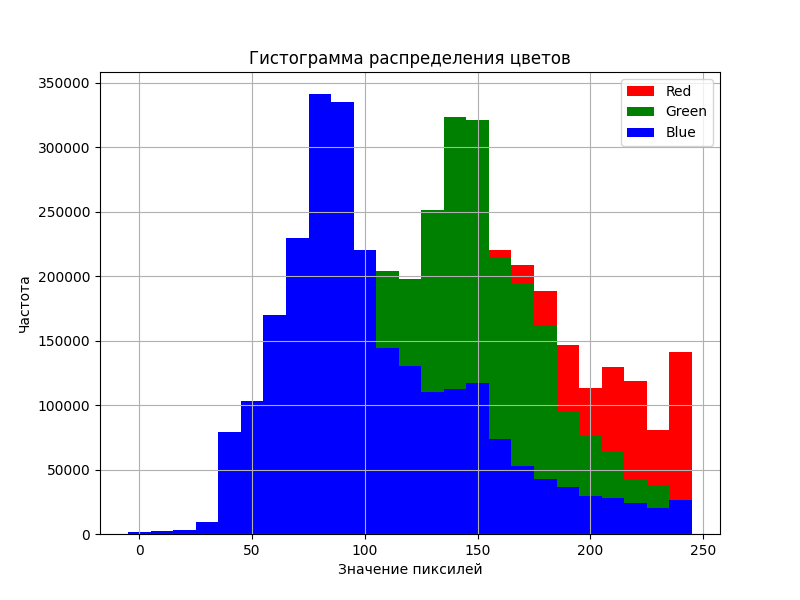 Гистограмма распределения цветов
Red
Green
Blue
Частота
350000
300000
250000
200000
150000
100000
50000
0
0 50 100 150 200 250
Значение пиксилей